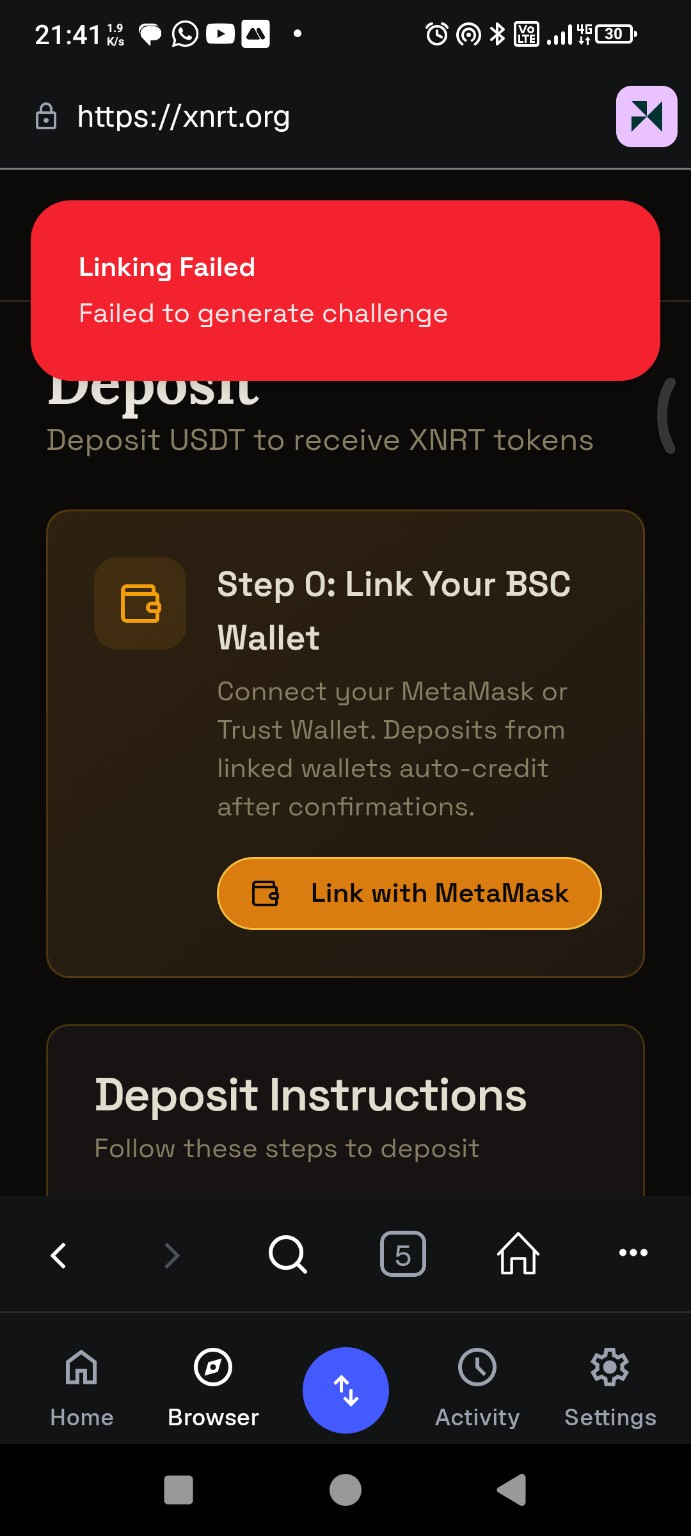 21:41 1.9 K/s Vo LTE 4G 30
https://xnrt.org
Linking Failed
Failed to generate challenge
Deposit
Deposit USDT to receive XNRT tokens
Step 0: Link Your BSC
Wallet
Connect your MetaMask or
Trust Wallet. Deposits from
linked wallets auto-credit
after confirmations.
Link with MetaMask
Deposit Instructions
Follow these steps to deposit
5
Home Browser Activity Settings